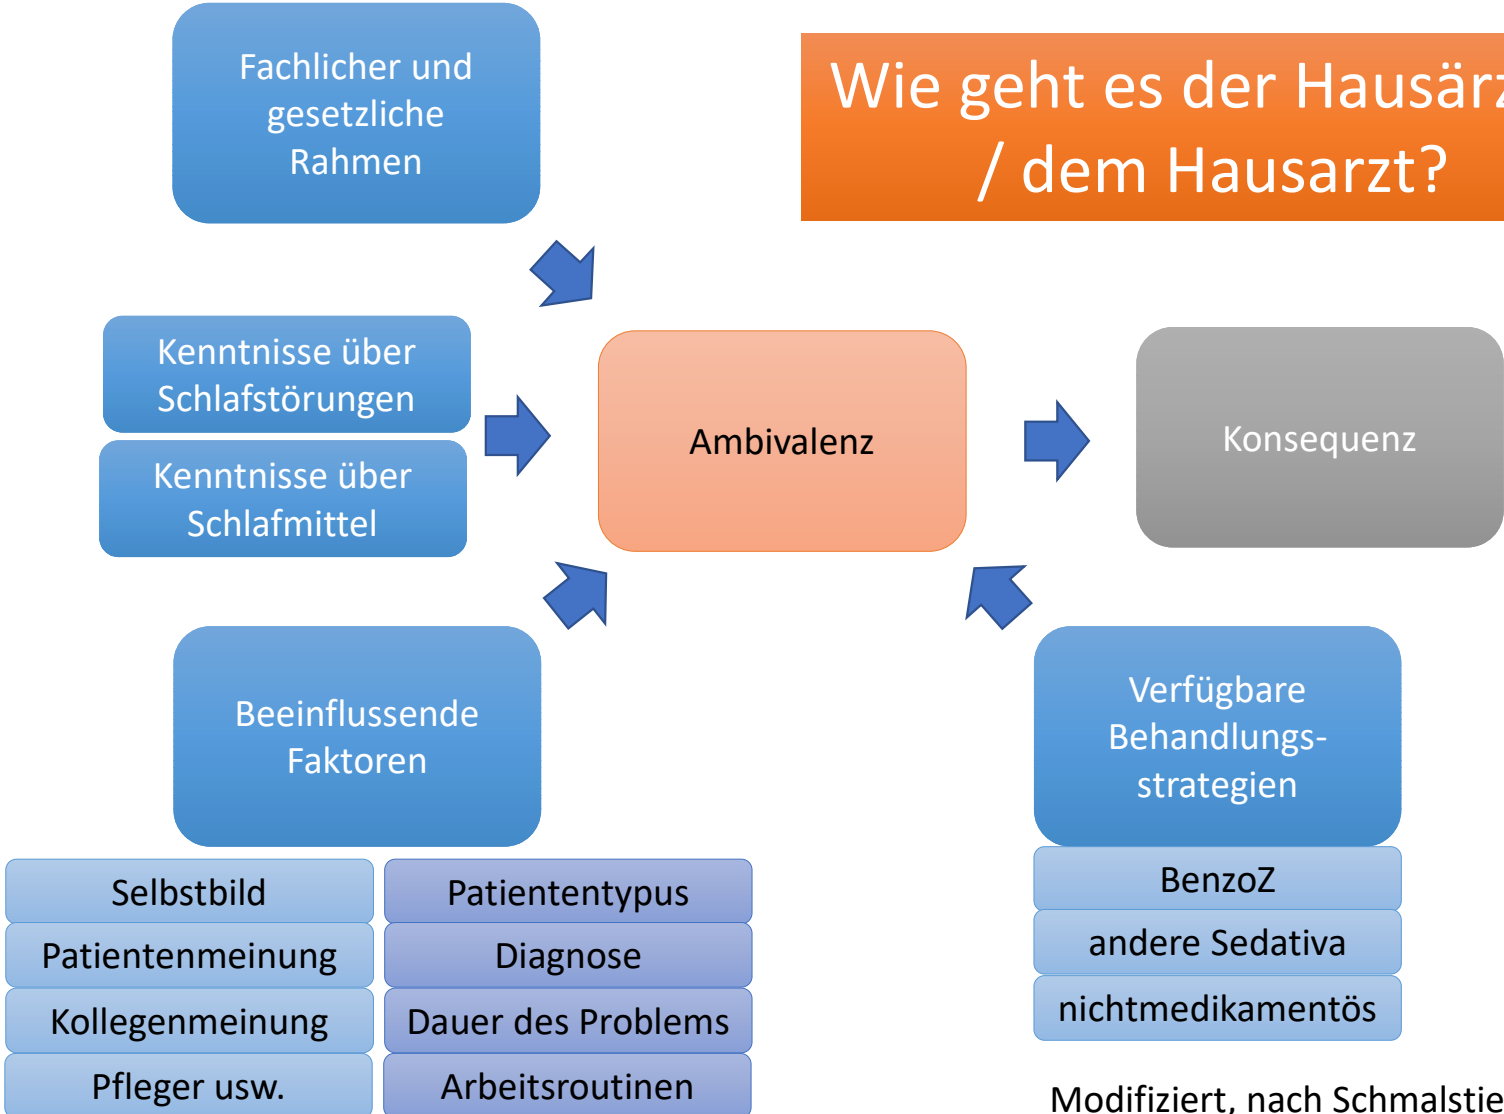 Fachlicher und
gesetzliche
Rahmen
Wie geht es der
/ dem Hausarzt?
Kenntnisse über
Schlafstörungen
Kenntnisse über
Schlafmittel
Ambivalenz
Konsequenz
Beeinflussende
Faktoren
Verfügbare
Behandlungs-
strategien
Selbstbild
Patientenmeinung
Kollegenmeinung
Pfleger usw.
Patiententypus
Diagnose
Dauer des Problems
Arbeitsroutinen
BenzoZ
andere Sedativa
nichtmedikamentös
Modifiziert, nach